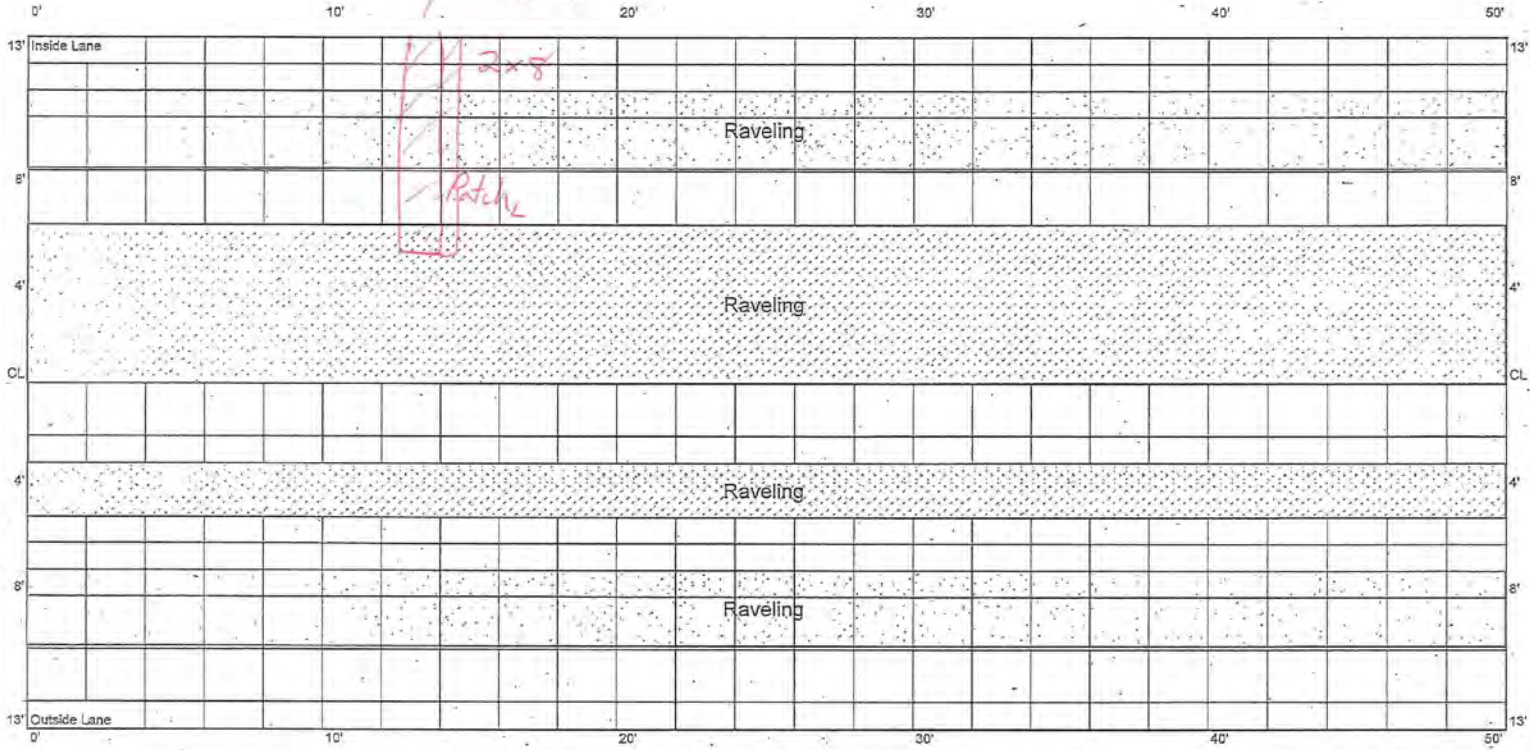 0' 10' 20' 30' 40' 50'
13' Inside Lane 13'
2x8
Raveling
8' Patch L 8'
4' Raveling 4'
CL CL
4' Raveling 4'
8' Raveling 8'
13' Outside Lane 13'
0' 10' 20' 30' 40' 50'